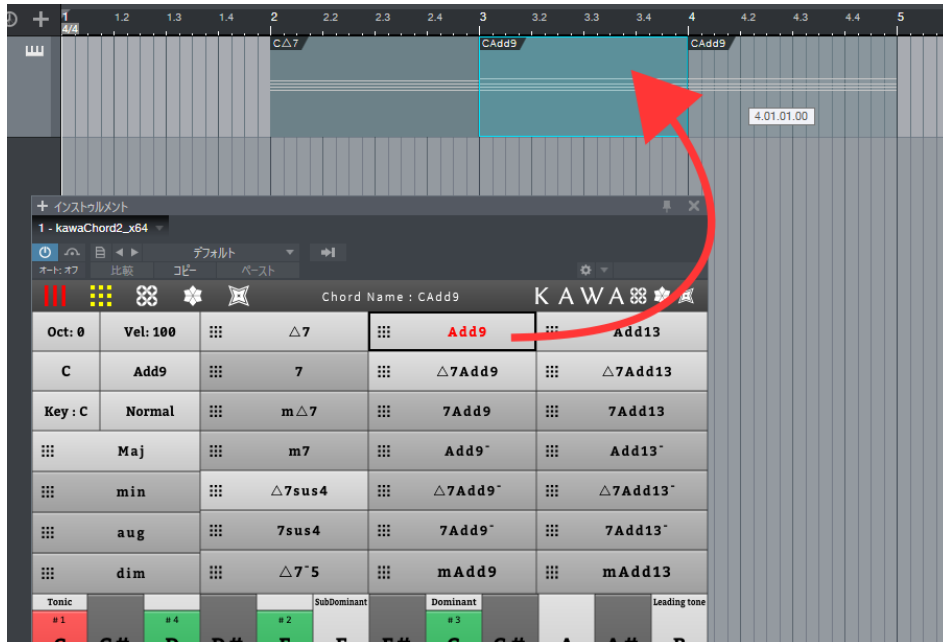 1 1.2 1.3 1.4 2 2.2 2.3 2.4 3 3.2 3.3 3.4 4 4.2 4.3 4.4 5
4/4
C△7 CAdd9 CAdd9
4.01.01.00
インストゥルメント
1 - kawaChord2_x64
デフォルト
オート: オフ 比較 コピー ペースト
Chord Name : CAdd9 KAWA
Oct: 0 Vel: 100 △7 Add9 Add13
C Add9 7 △7Add9 △7Add13
Key : C Normal m△7 7Add9 7Add13
Maj m7 Add9- Add13-
min △7sus4 △7Add9- △7Add13-
aug 7sus4 7Add9- 7Add13-
dim △7-5 mAdd9 mAdd13
Tonic SubDominant Dominant Leading tone
#1 #4 #2 #3